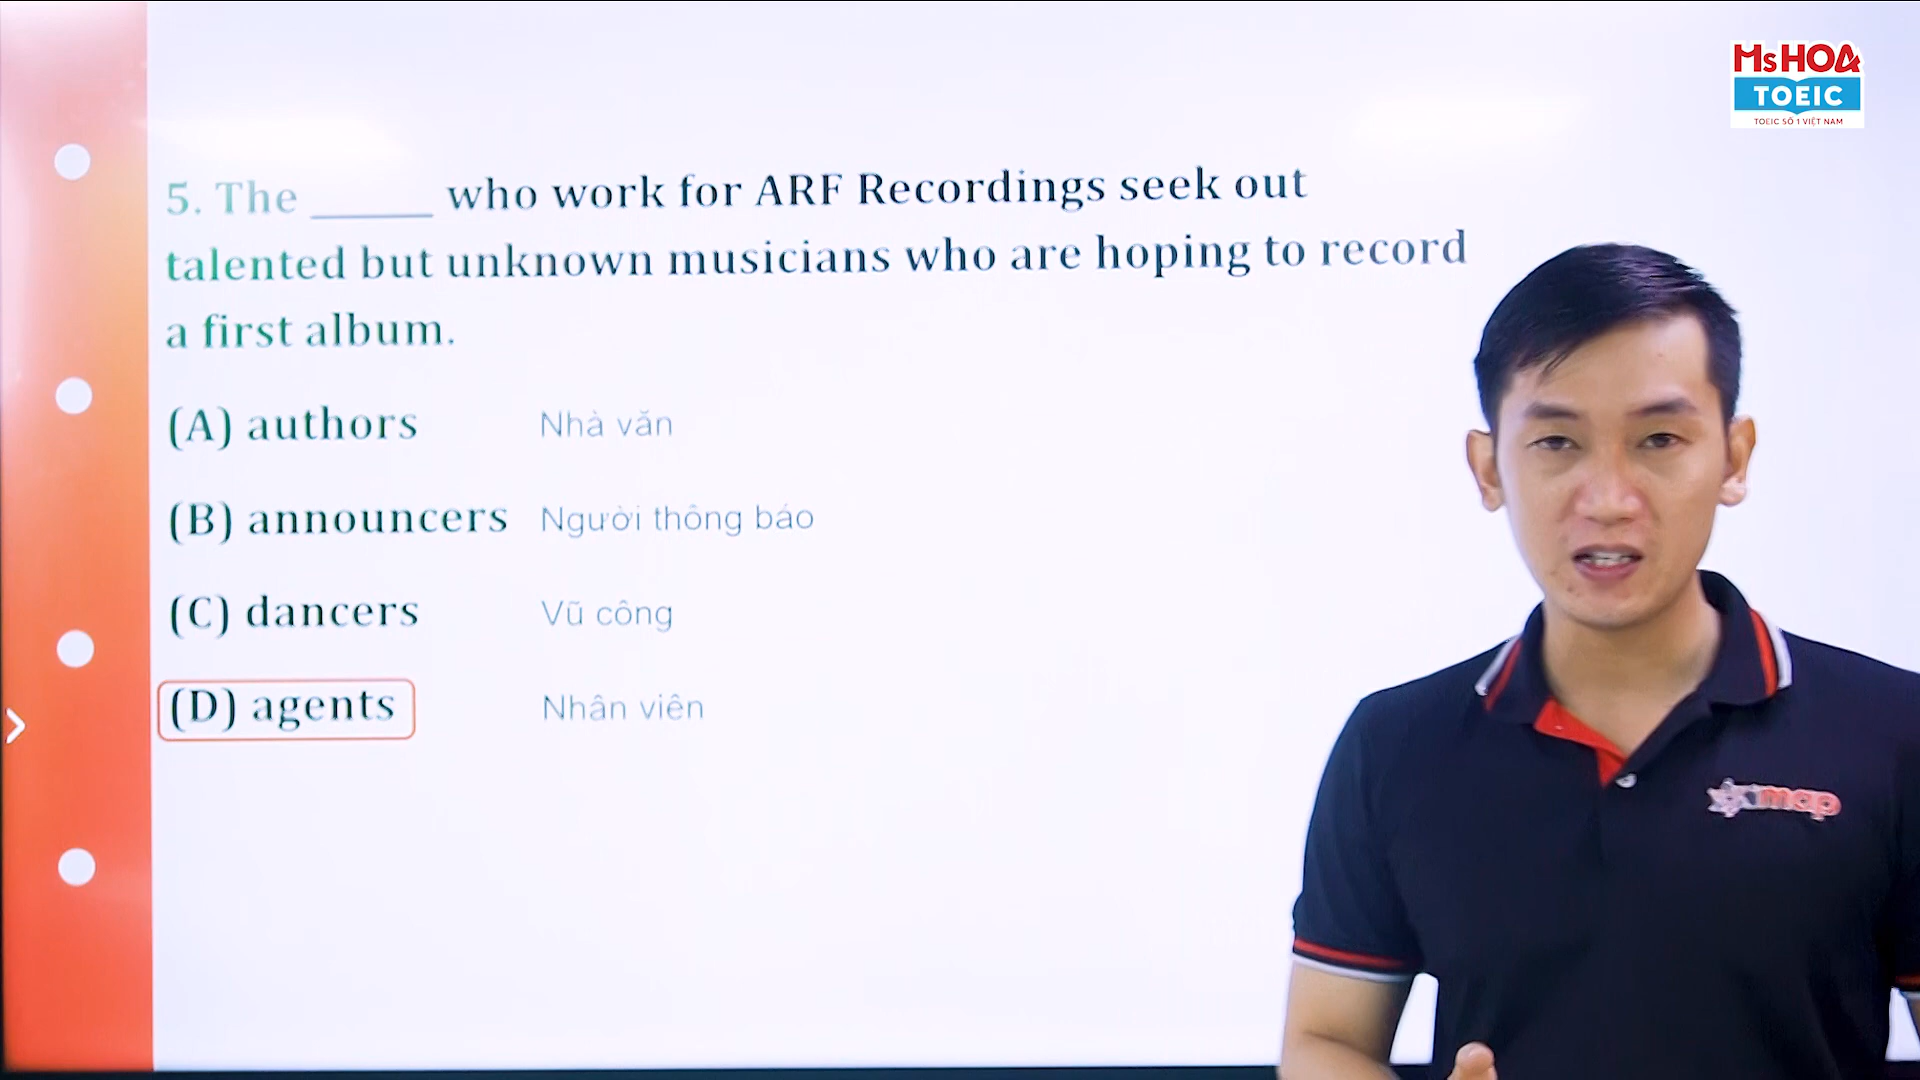 MsHOA
TOEIC
TOEIC SỐ 1 VIỆT NAM
5. The ______ who work for ARF Recordings seek out
talented but unknown musicians who are hoping to record
a first album.
(A) authors Nhà văn
(B) announcers Người thông báo
(C) dancers Vũ công
(D) agents Nhân viên
imap